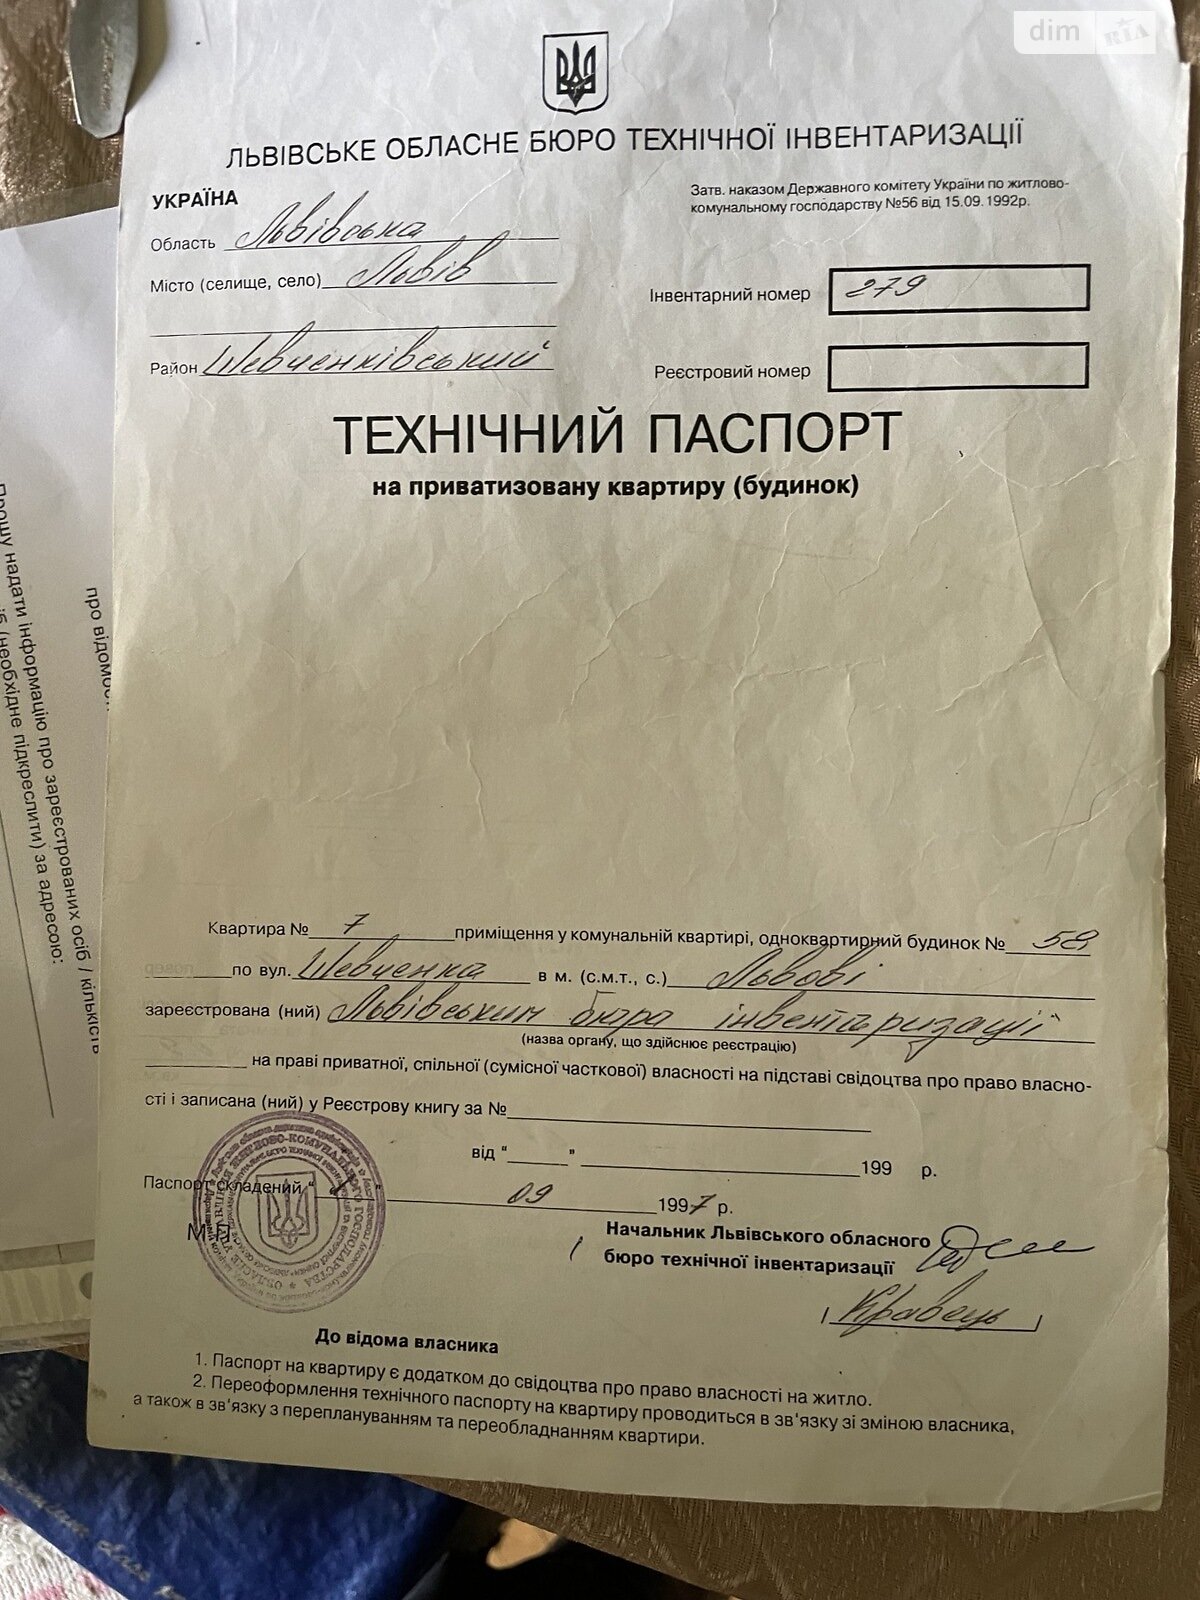 dim RIA
ЛЬВІВСЬКЕ ОБЛАСНЕ БЮРО ТЕХНІЧНОЇ ІНВЕНТАРИЗАЦІЇ
УКРАЇНА
Затв. наказом Державного комітету України по житлово-
комунальному господарству №56 від 15.09.1992р.
Область Львівська
Місто (селище, село) Львів
Інвентарний номер 279
Район Шевченківський
Реєстровий номер
ТЕХНІЧНИЙ ПАСПОРТ
на приватизовану квартиру (будинок)
Квартира № 7 приміщення у комунальній квартирі, одноквартирний будинок № 58
по вул. Шевченка в м. (с.м.т., с.) Львові
зареєстрована (ний) Львівським бюро інвентаризації
(назва органу, що здійснює реєстрацію)
на праві приватної, спільної (сумісної часткової) власності на підставі свідоцтва про право власно-
сті і записана (ний) у Реєстрову книгу за №
від " " 199 р.
Паспорт складений " 09 1997 р.
М.П.
Начальник Львівського обласного
бюро технічної інвентаризації
Кравець
До відома власника
1. Паспорт на квартиру є додатком до свідоцтва про право власності на житло.
2. Переоформлення технічного паспорту на квартиру проводиться в зв'язку зі зміною власника,
а також в зв'язку з переплануванням та переобладнанням квартири.
про відомос
Прошу надати інформацію про зареєстрованих осіб / кількість
(необхідне підкреслити) за адресою: